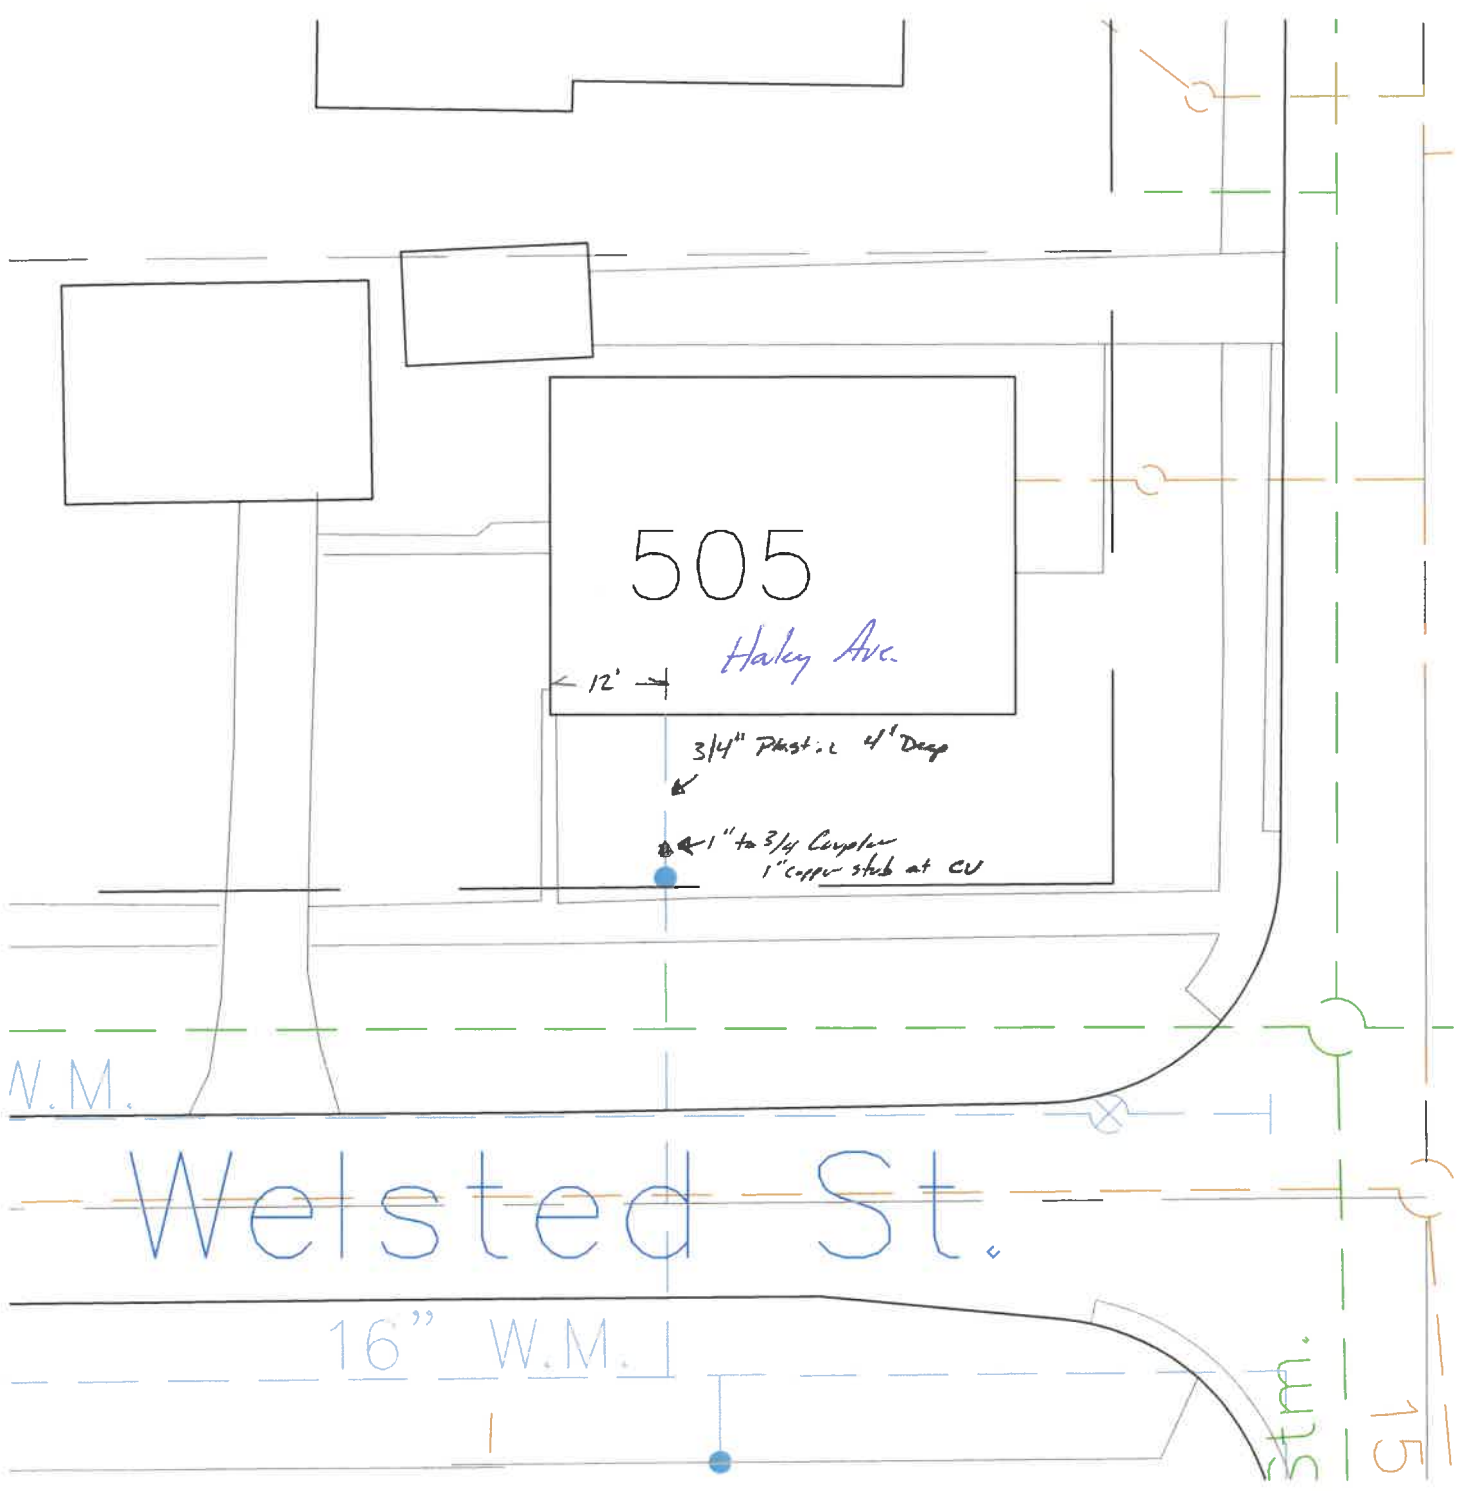 505
Haley Ave.
12'
3/4" Plastic 4' Deep
1" to 3/4 Coupler
1" copper stub at CV
W.M.
Welsted St.
16" W.M.
Stm.
15